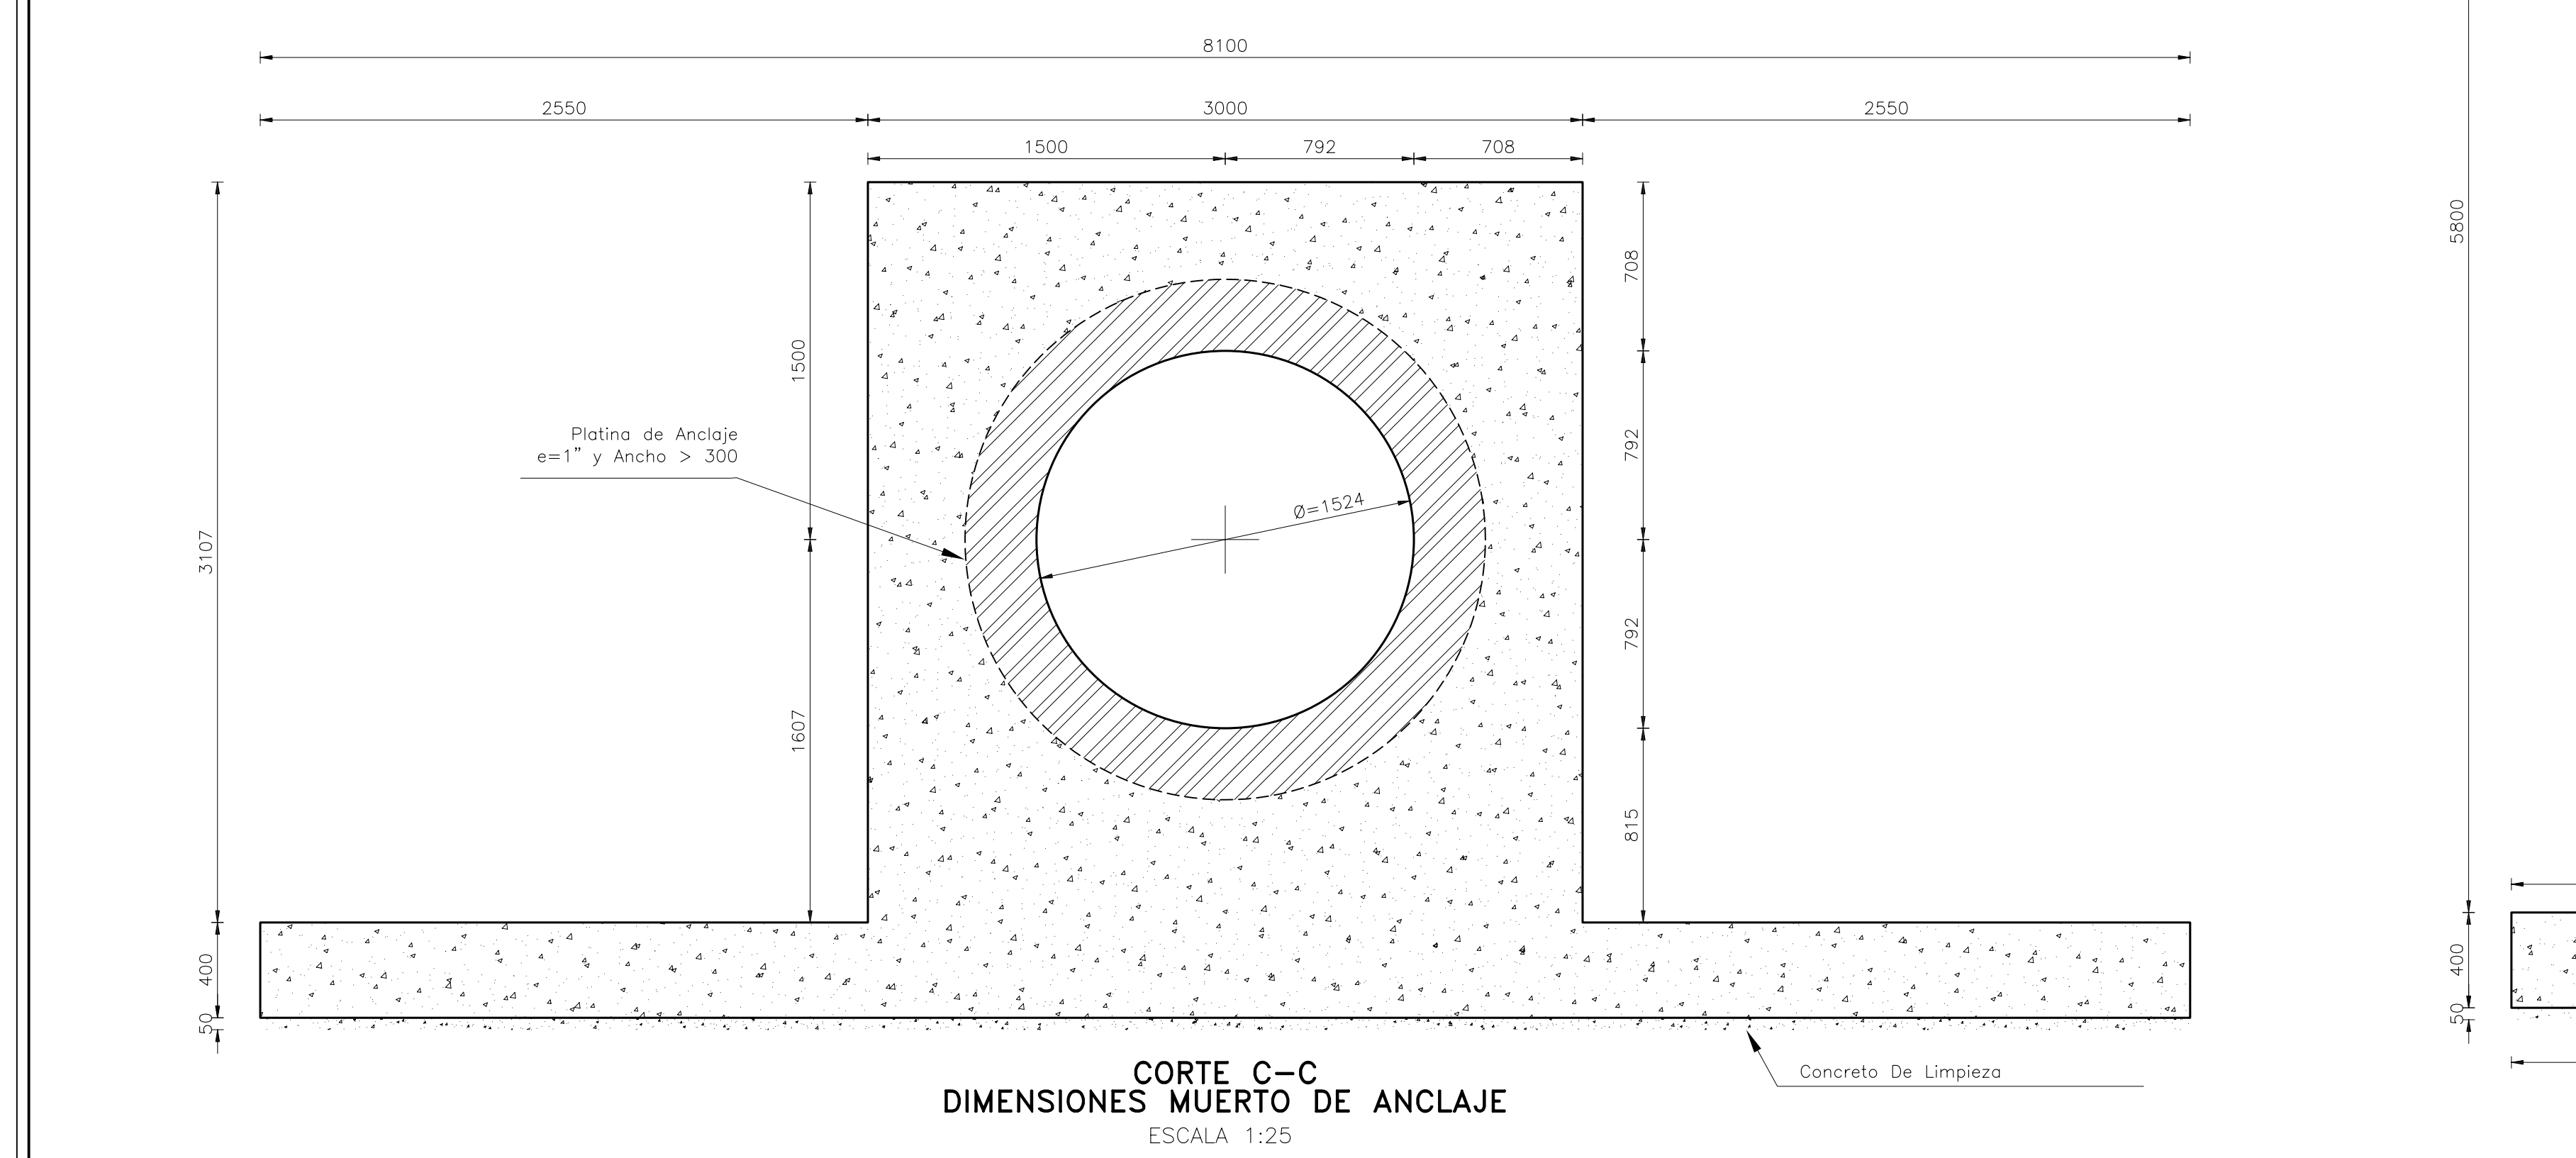 8100
2550
3000
2550
1500
792
708
3107
1500
1607
400
50
Platina de Anclaje
e=1" y Ancho > 300
Ø=1524
708
792
792
815
5800
400
50
Concreto De Limpieza
CORTE C-C
DIMENSIONES MUERTO DE ANCLAJE
ESCALA 1:25